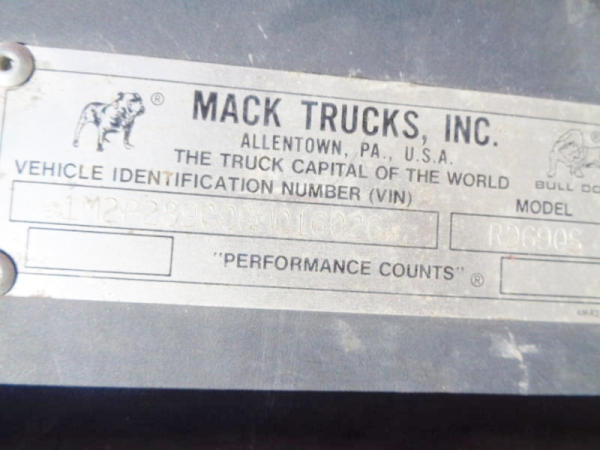 ® MACK TRUCKS, INC. ®
ALLENTOWN, PA., U.S.A.
THE TRUCK CAPITAL OF THE WORLD
BULL DO
VEHICLE IDENTIFICATION NUMBER (VIN)
MODEL
RD690S
"PERFORMANCE COUNTS" ®